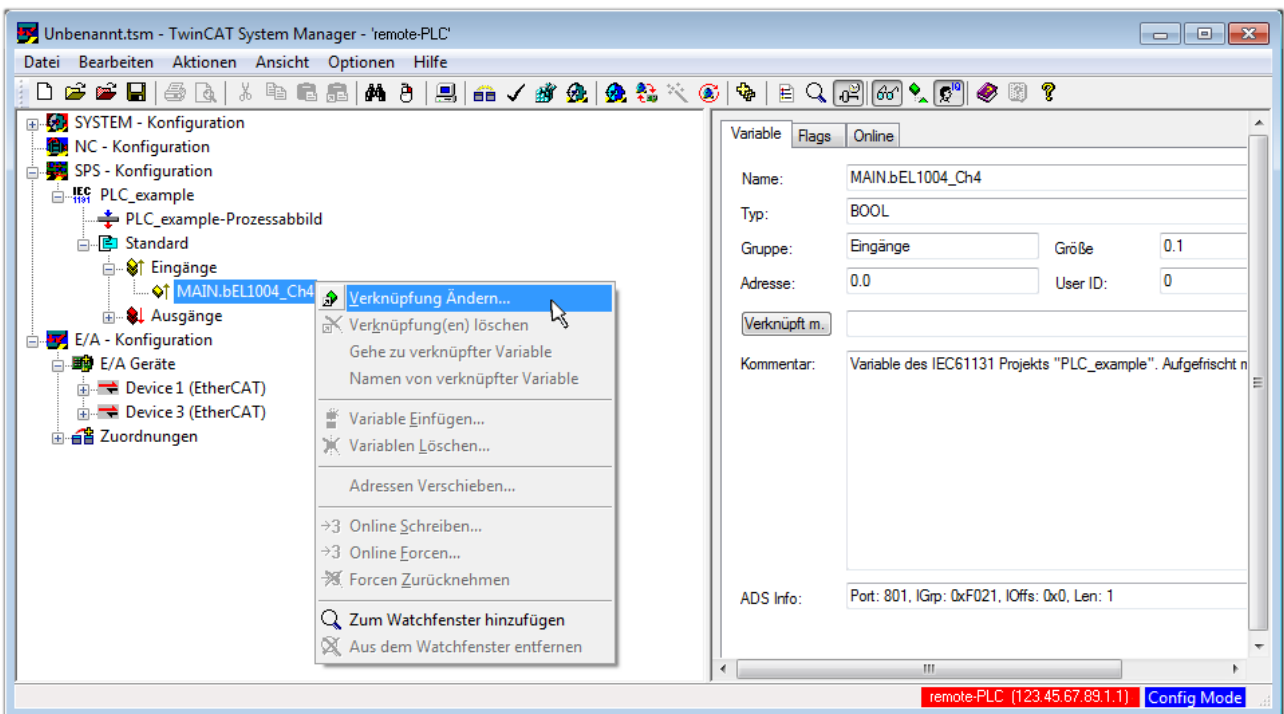 Unbenannt.tsm - TwinCAT System Manager - 'remote-PLC'
Datei Bearbeiten Aktionen Ansicht Optionen Hilfe
SYSTEM - Konfiguration
NC - Konfiguration
SPS - Konfiguration
PLC_example
PLC_example-Prozessabbild
Standard
Eingänge
MAIN.bEL1004_Ch4
Ausgänge
E/A - Konfiguration
E/A Geräte
Device 1 (EtherCAT)
Device 3 (EtherCAT)
Zuordnungen
Verknüpfung Ändern...
Verknüpfung(en) löschen
Gehe zu verknüpfter Variable
Namen von verknüpfter Variable
Variable Einfügen...
Variablen Löschen...
Adressen Verschieben...
Online Schreiben...
Online Forcen...
Forcen Zurücknehmen
Zum Watchfenster hinzufügen
Aus dem Watchfenster entfernen
Variable Flags Online
Name: MAIN.bEL1004_Ch4
Typ: BOOL
Gruppe: Eingänge Größe 0.1
Adresse: 0.0 User ID: 0
Verknüpft m.
Kommentar: Variable des IEC61131 Projekts "PLC_example". Aufgefrischt
ADS Info: Port: 801, IGrp: 0xF021, IOffs: 0x0, Len: 1
remote-PLC (123.45.67.89.1.1) Config Mode